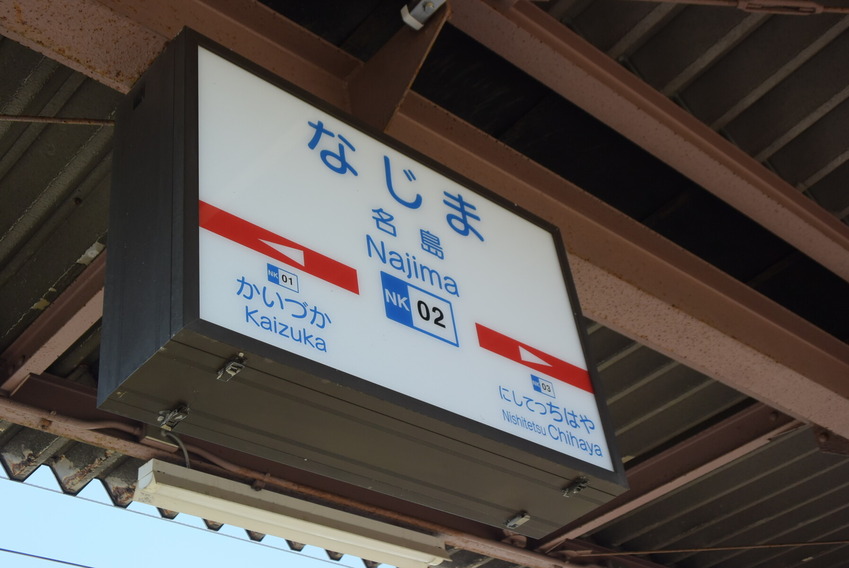 なじま
名島
Najima
NK 02
NK 01
かいづか
Kaizuka
NK 03
にしてつちはや
Nishitetsu Chihaya